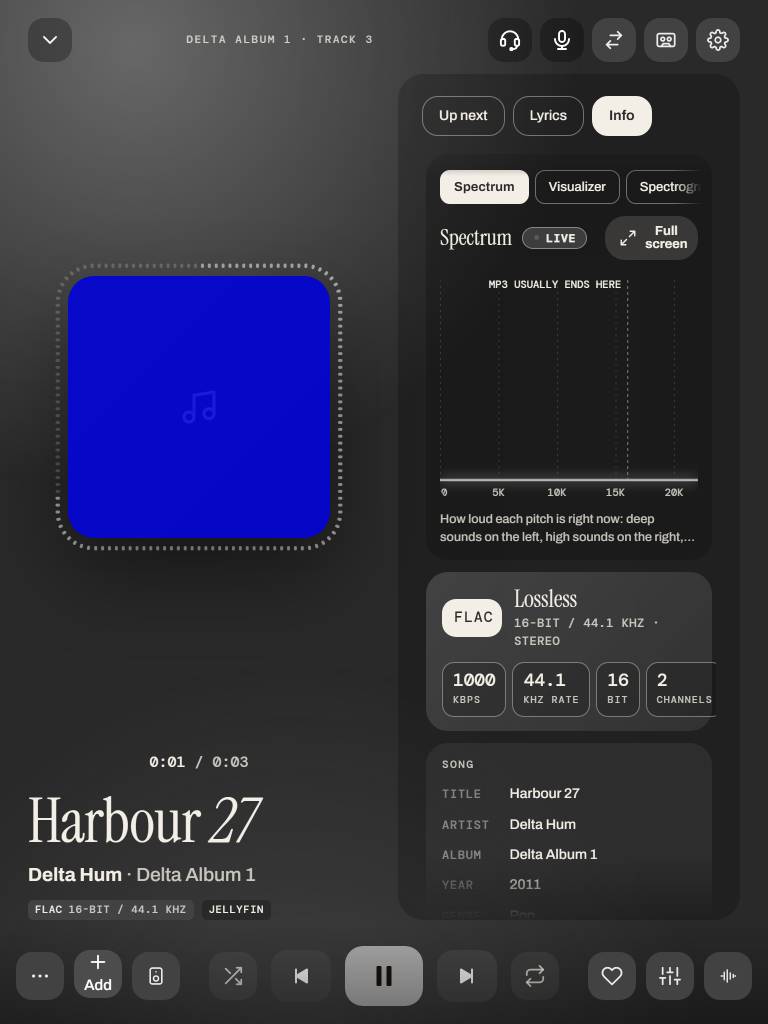 DELTA ALBUM 1 · TRACK 3
Up next
Lyrics
Info
Spectrum
Visualizer
Spectrum
LIVE
Full
screen
MP3 USUALLY ENDS HERE
0 5K 10K 15K 20K
How loud each pitch is right now: deep
sounds on the left, high sounds on the right,...
FLAC
Lossless
16-BIT / 44.1 KHZ ·
STEREO
1000
KBPS
44.1
KHZ RATE
16
BIT
2
CHANNELS
SONG
TITLE Harbour 27
ARTIST Delta Hum
ALBUM Delta Album 1
YEAR 2011
0:01 / 0:03
Harbour 27
Delta Hum · Delta Album 1
FLAC 16-BIT / 44.1 KHZ
JELLYFIN
Add